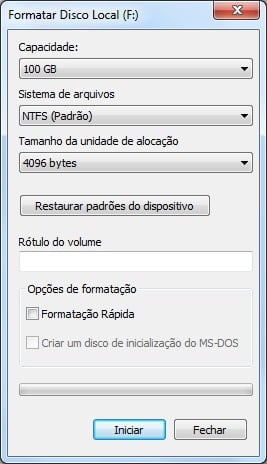 Formatar Disco Local (F:)
Capacidade:
100 GB
Sistema de arquivos
NTFS (Padrão)
Tamanho da unidade de alocação
4096 bytes
Restaurar padrões do dispositivo
Rótulo do volume
Opções de formatação
Formatação Rápida
Criar um disco de inicialização do MS-DOS
Iniciar
Fechar